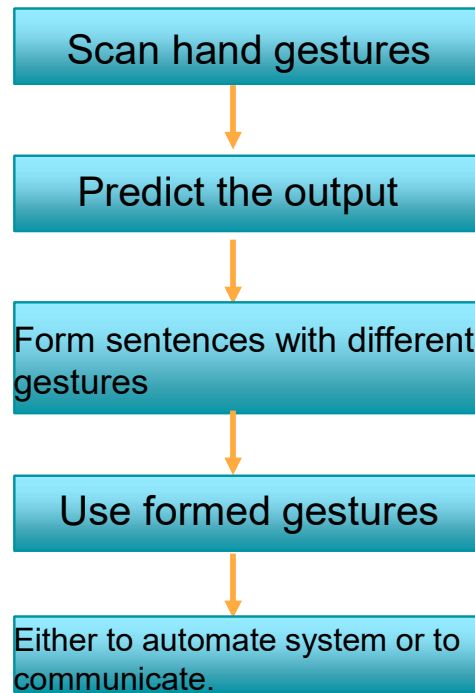 Scan hand gestures
Predict the output
Form sentences with different
gestures
Use formed gestures
Either to automate system or to
communicate.